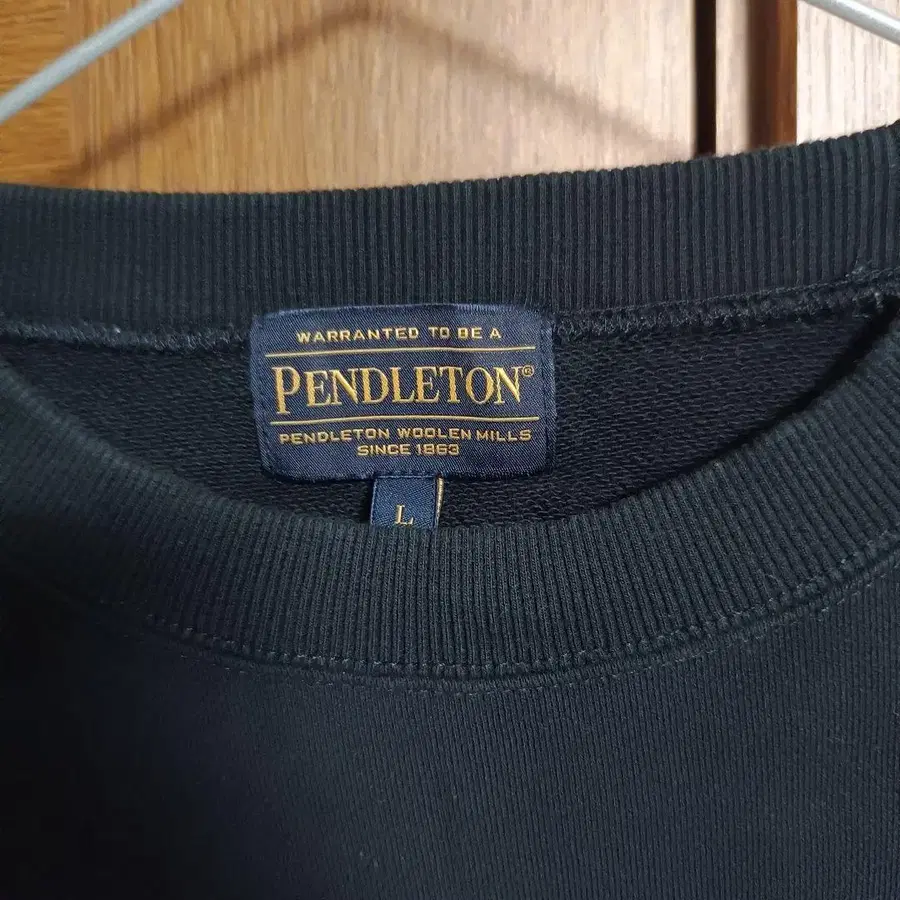 WARRANTED TO BE A
PENDLETON®
PENDLETON WOOLEN MILLS
SINCE 1863
L